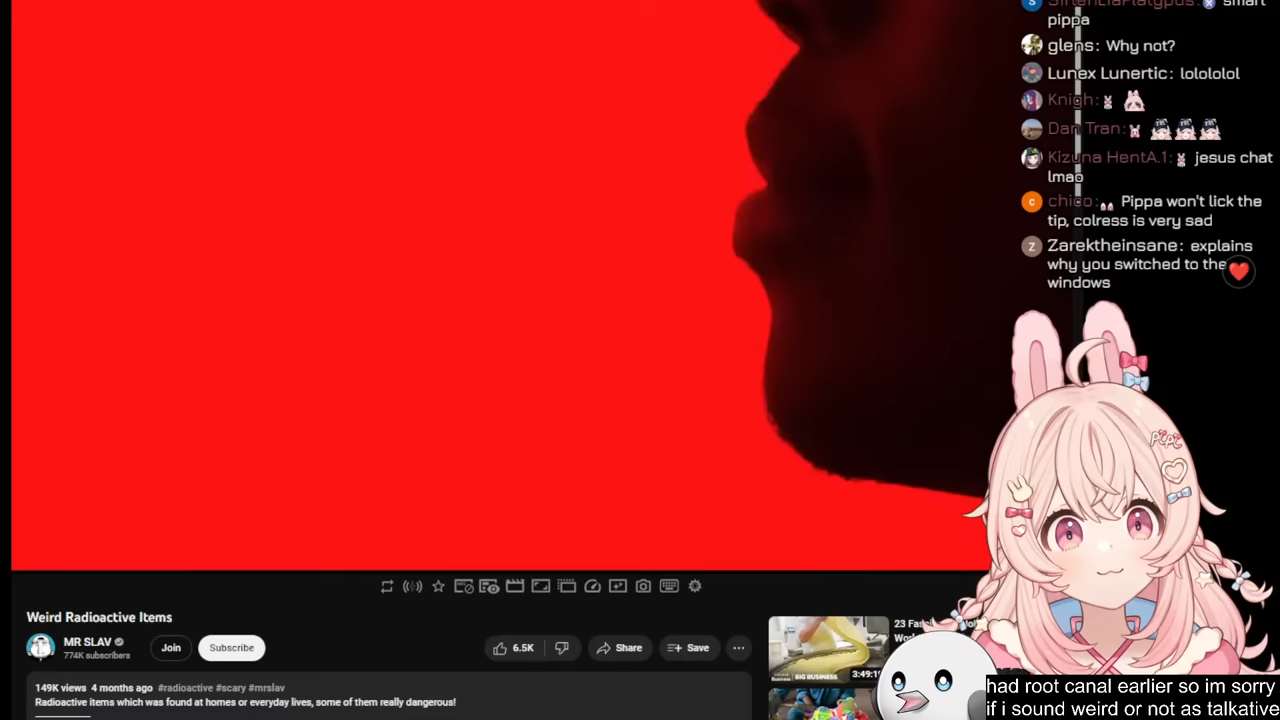 smart
pippa
glens: Why not?
Lunex Lunertic: lolololol
Knigh:
Dan Tran:
Kizuna HentA.1: jesus chat
lmao
chico: Pippa won't lick the
tip, colress is very sad
Zarektheinsane: explains
why you switched to the
windows
PiPi
Weird Radioactive Items
MR SLAV
774K subscribers
Join
Subscribe
6.5K
Share
Save
149K views 4 months ago #radioactive #scary #mrslav
Radioactive items which was found at homes or everyday lives, some of them really dangerous!
BIG BUSINESS
3:49:1
had root canal earlier so im sorry
if i sound weird or not as talkative